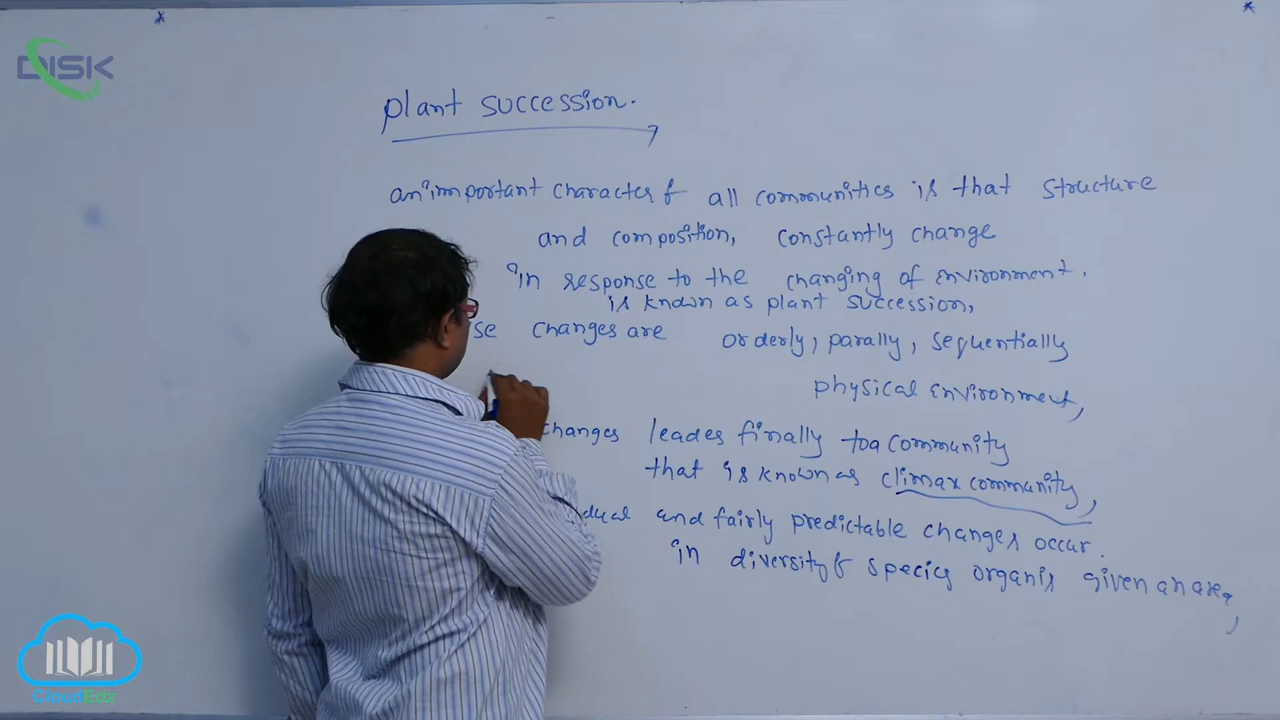 DISK
plant succession.
an important character of all communities is that structure
and composition, constantly change
in response to the changing of environment.
is known as plant succession,
se changes are orderly, parally, sequentially
physical environment,
changes leades finally to a community
that is known as climax community,
dual and fairly predictable changes occur.
in diversity of species organis given an area,
CloudEdz